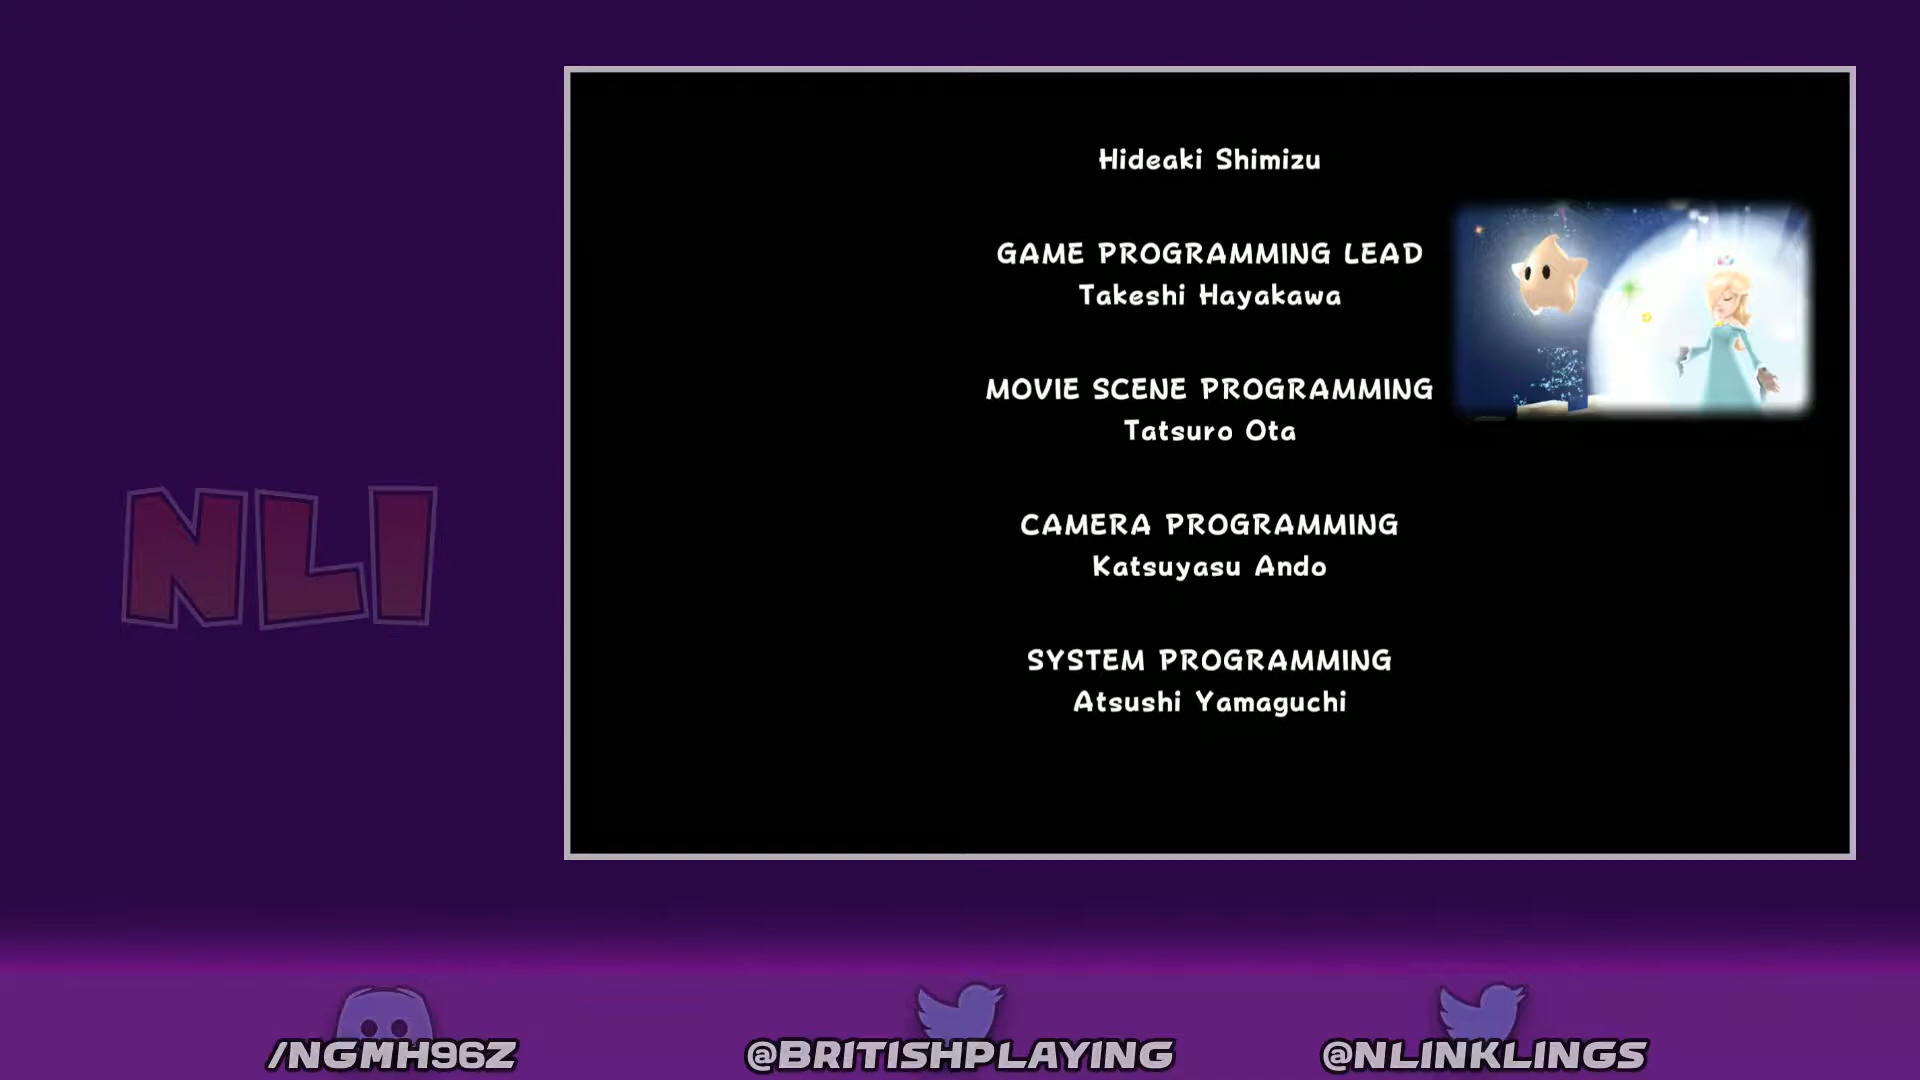 Hideaki Shimizu
GAME PROGRAMMING LEAD
Takeshi Hayakawa
MOVIE SCENE PROGRAMMING
Tatsuro Ota
CAMERA PROGRAMMING
Katsuyasu Ando
SYSTEM PROGRAMMING
Atsushi Yamaguchi
NLI
/NGMH96Z
@BRITISHPLAYING
@NLINKLINGS